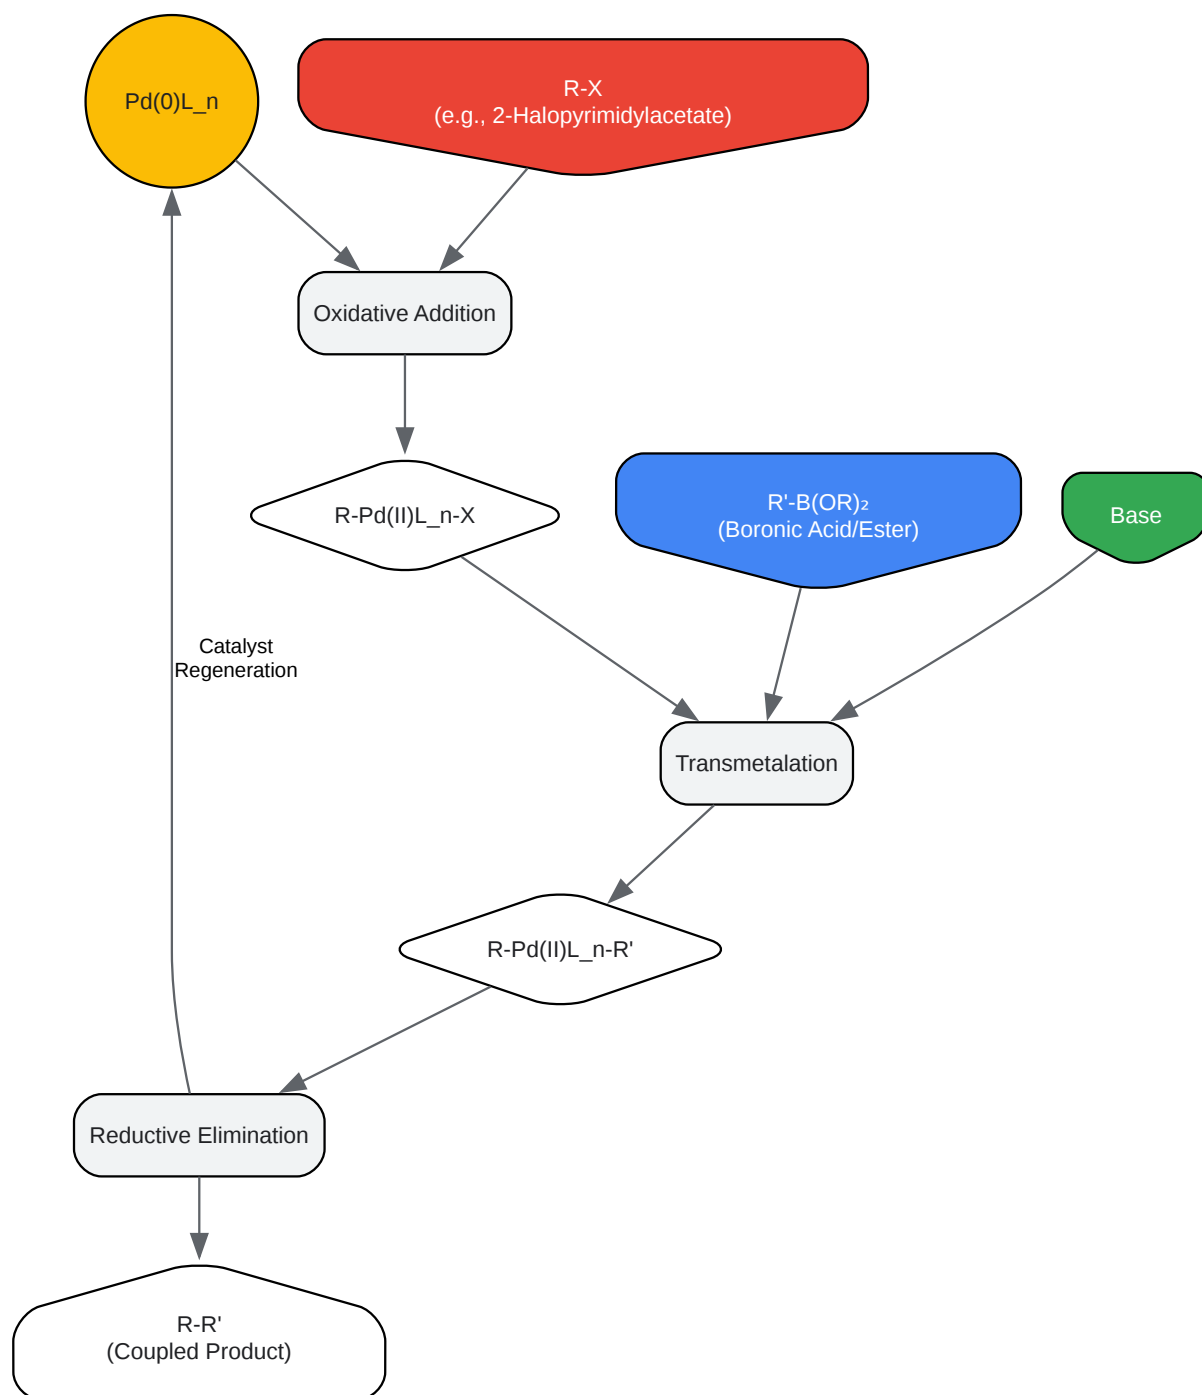 Pd(0)L_n
R-X
(e.g., 2-Halopyrimidylacetate)
Oxidative Addition
R-Pd(II)L_n-X
R'-B(OR)₂
(Boronic Acid/Ester)
Base
Catalyst
Regeneration
Transmetalation
R-Pd(II)L_n-R'
Reductive Elimination
R-R'
(Coupled Product)